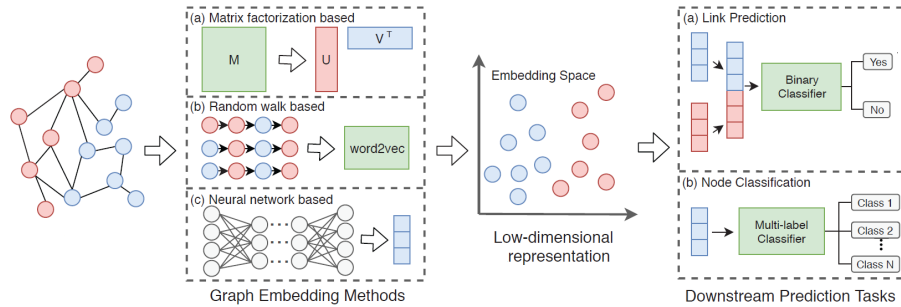 (a) Matrix factorization based
M
U
V T
(b) Random walk based
word2vec
(c) Neural network based
Graph Embedding Methods
Embedding Space
Low-dimensional
representation
(a) Link Prediction
Binary
Classifier
Yes
No
(b) Node Classification
Multi-label
Classifier
Class 1
Class 2
Class N
Downstream Prediction Tasks